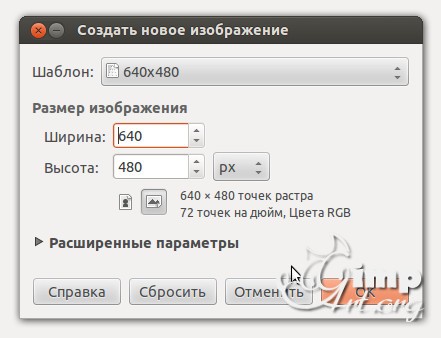 Создать новое изображение
Шаблон: 640x480
Размер изображения
Ширина: 640
Высота: 480 px
640 × 480 точек растра
72 точек на дюйм, Цвета RGB
Расширенные параметры
Справка Сбросить Отменить OK
Gimp
Art.org